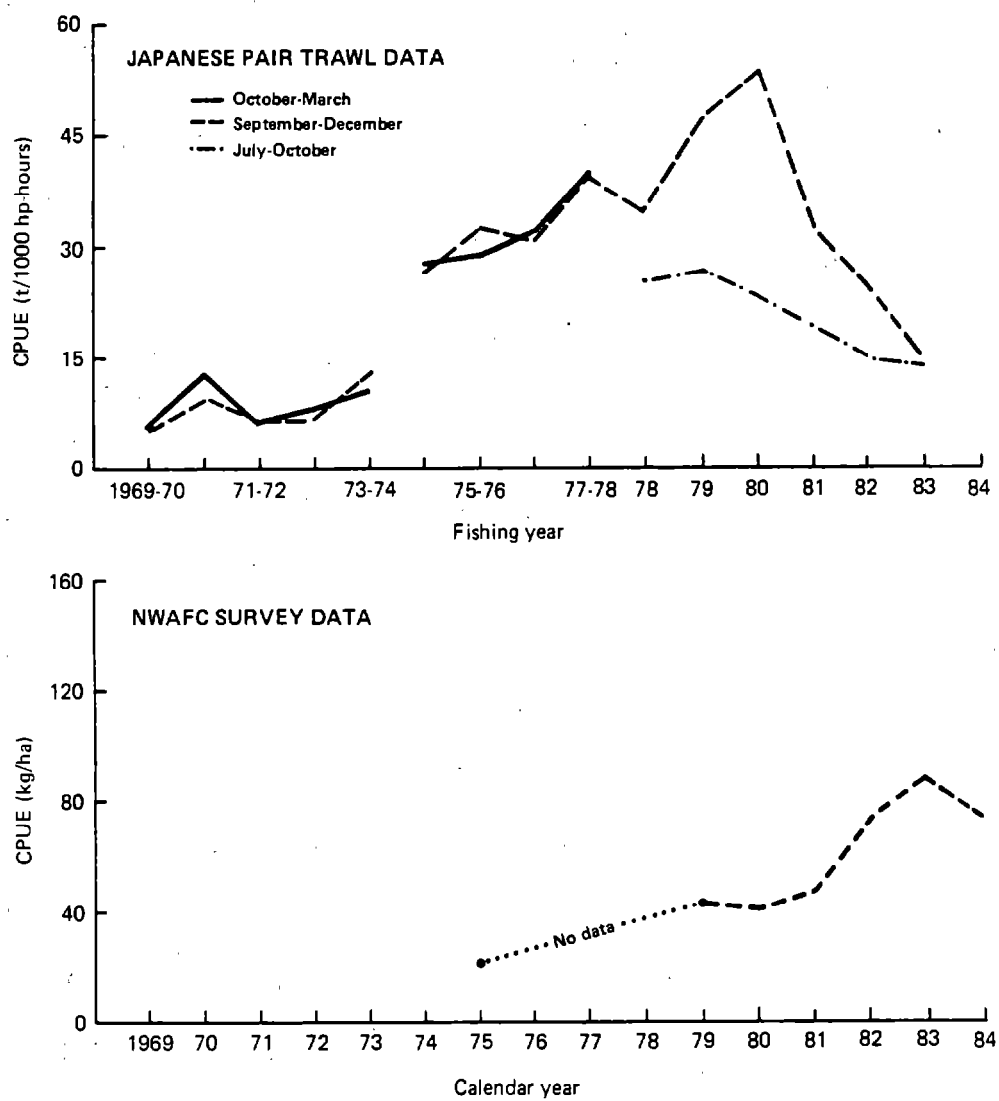 60
JAPANESE PAIR TRAWL DATA
October-March
September-December
July-October
45
30
15
0
CPUE (t/1000 hp-hours)
1969-70 71-72 73-74 75-76 77-78 78 79 80 81 82 83 84
Fishing year
160
NWAFC SURVEY DATA
120
80
40
0
CPUE (kg/ha)
No data
1969 70 71 72 73 74 75 76 77 78 79 80 81 82 83 84
Calendar year